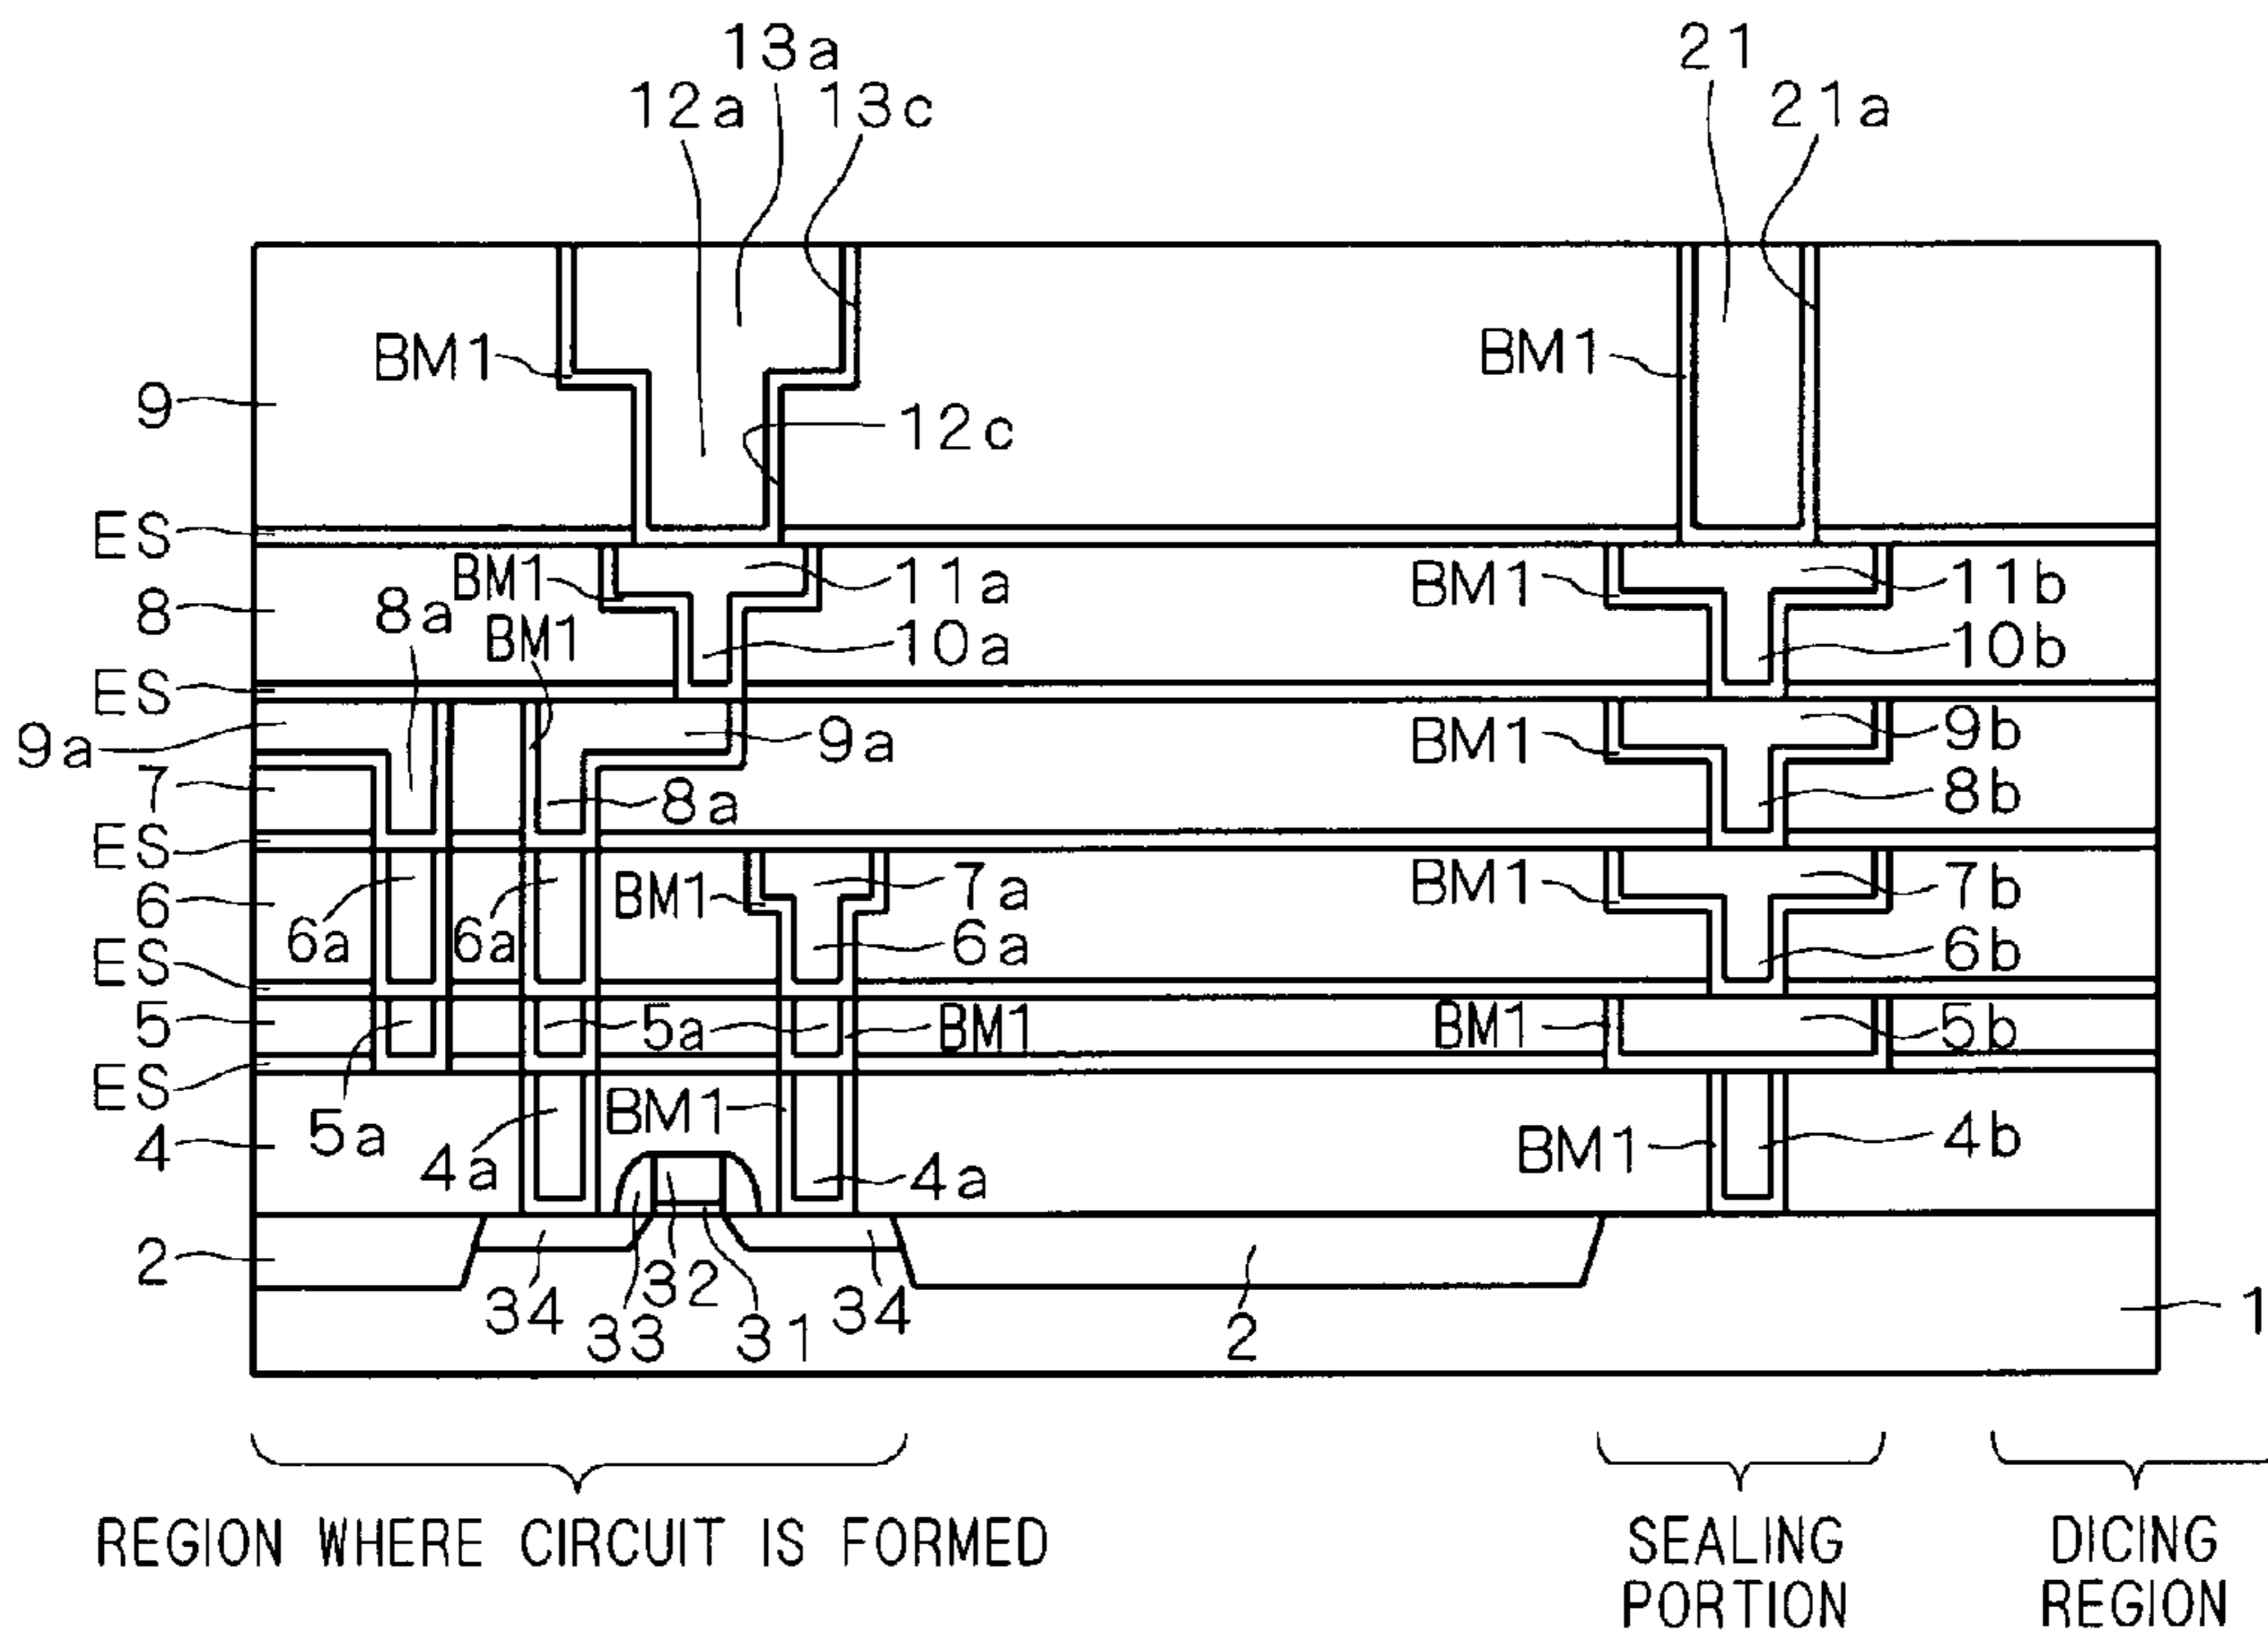 13a 21
12a 13c 21a
BM1 BM1
9 12c
ES
BM1 11a BM1 11b
8 8a BM1 10a 10b
ES
9a 9a BM1 9b
7 8a 8b
ES
6 BM1 7a BM1 7b
6a 6a 6a 6b
ES
5 5a BM1 BM1 5b
ES
4 5a 4a BM1 4a BM1 4b
2 32
34 33 31 34 2 1
REGION WHERE CIRCUIT IS FORMED
SEALING
PORTION
DICING
REGION